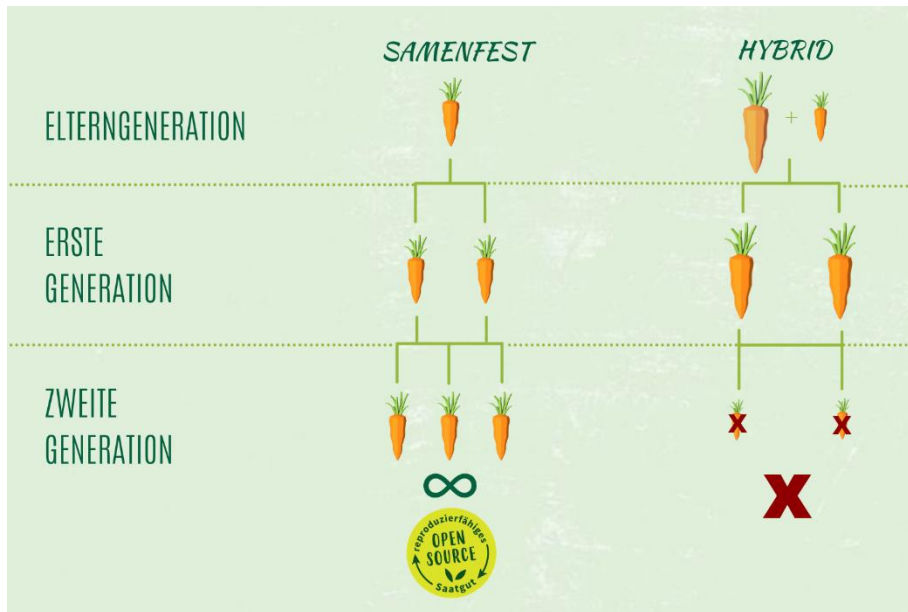 SAMENFEST
HYBRID
ELTERNGENERATION
+
ERSTE
GENERATION
ZWEITE
GENERATION
X X
∞
X
reproduzierfähiges
OPEN
SOURCE
Saatgut